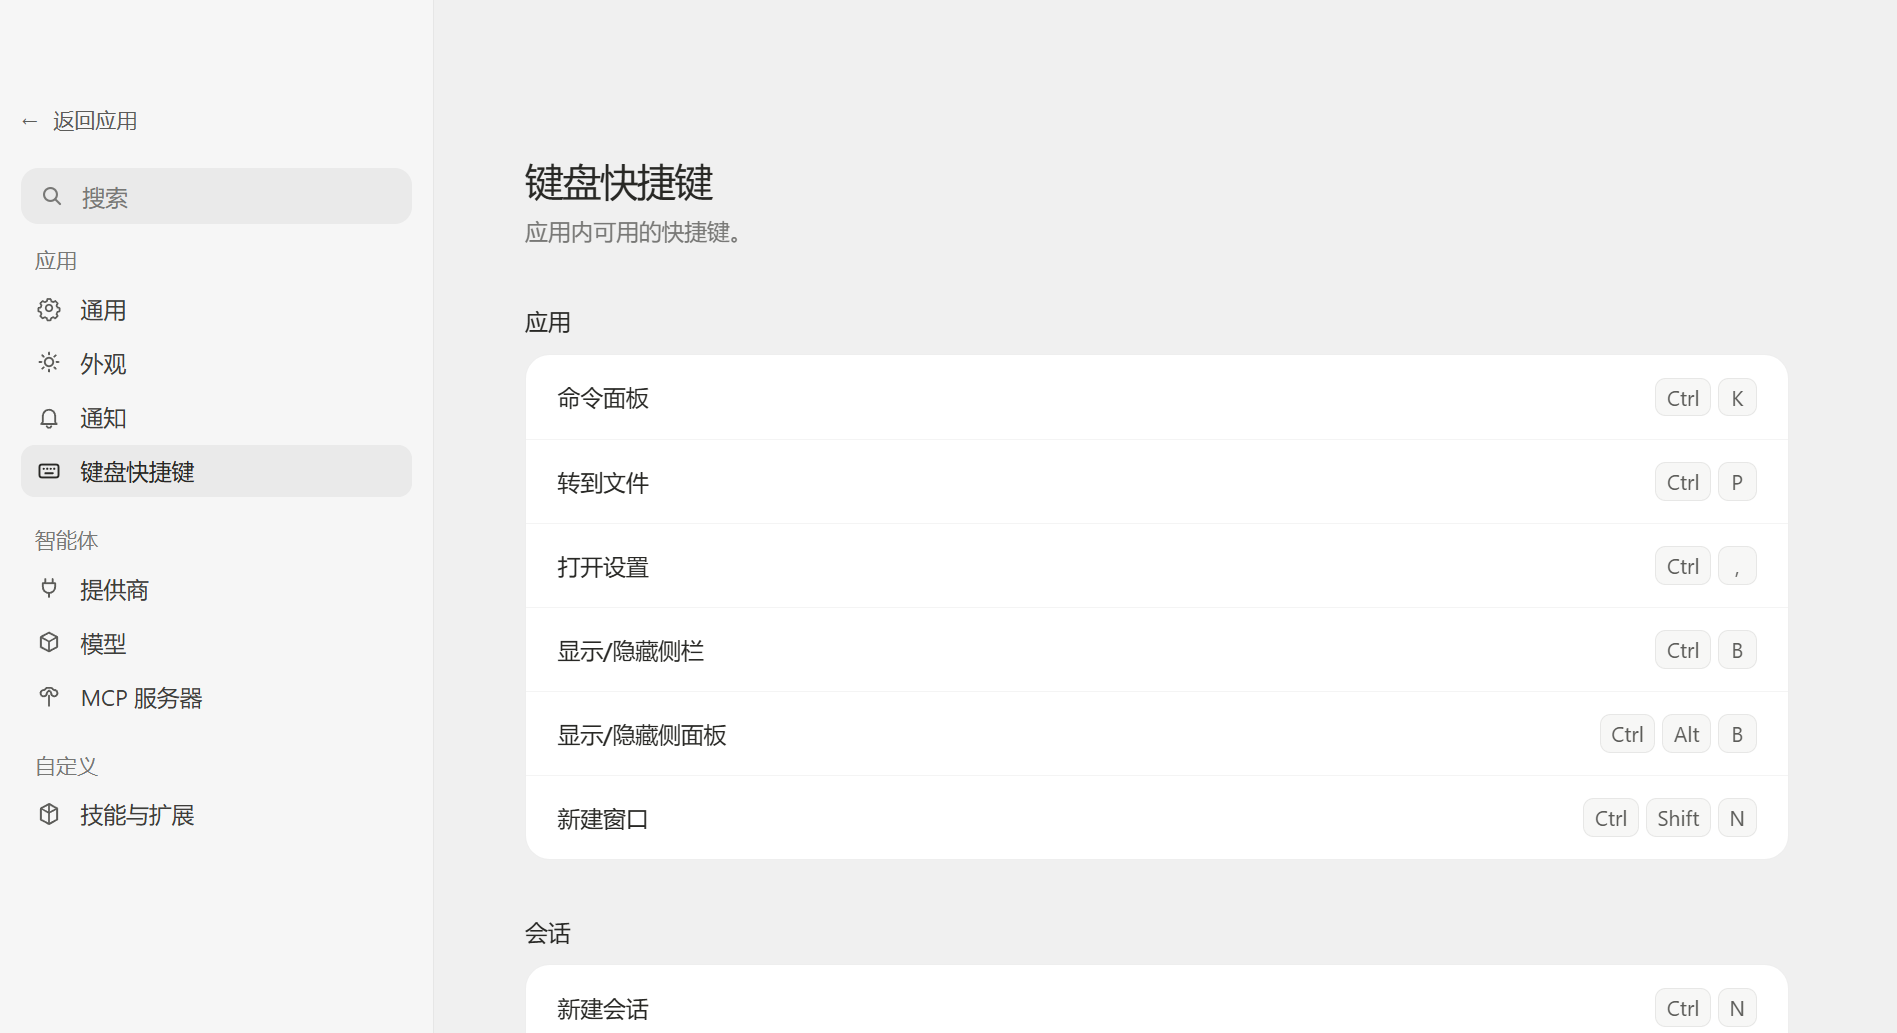 ← 返回应用
搜索
应用
通用
外观
通知
键盘快捷键
智能体
提供商
模型
MCP 服务器
自定义
技能与扩展
键盘快捷键
应用内可用的快捷键。
应用
命令面板 Ctrl K
转到文件 Ctrl P
打开设置 Ctrl ,
显示/隐藏侧栏 Ctrl B
显示/隐藏侧面板 Ctrl Alt B
新建窗口 Ctrl Shift N
会话
新建会话 Ctrl N